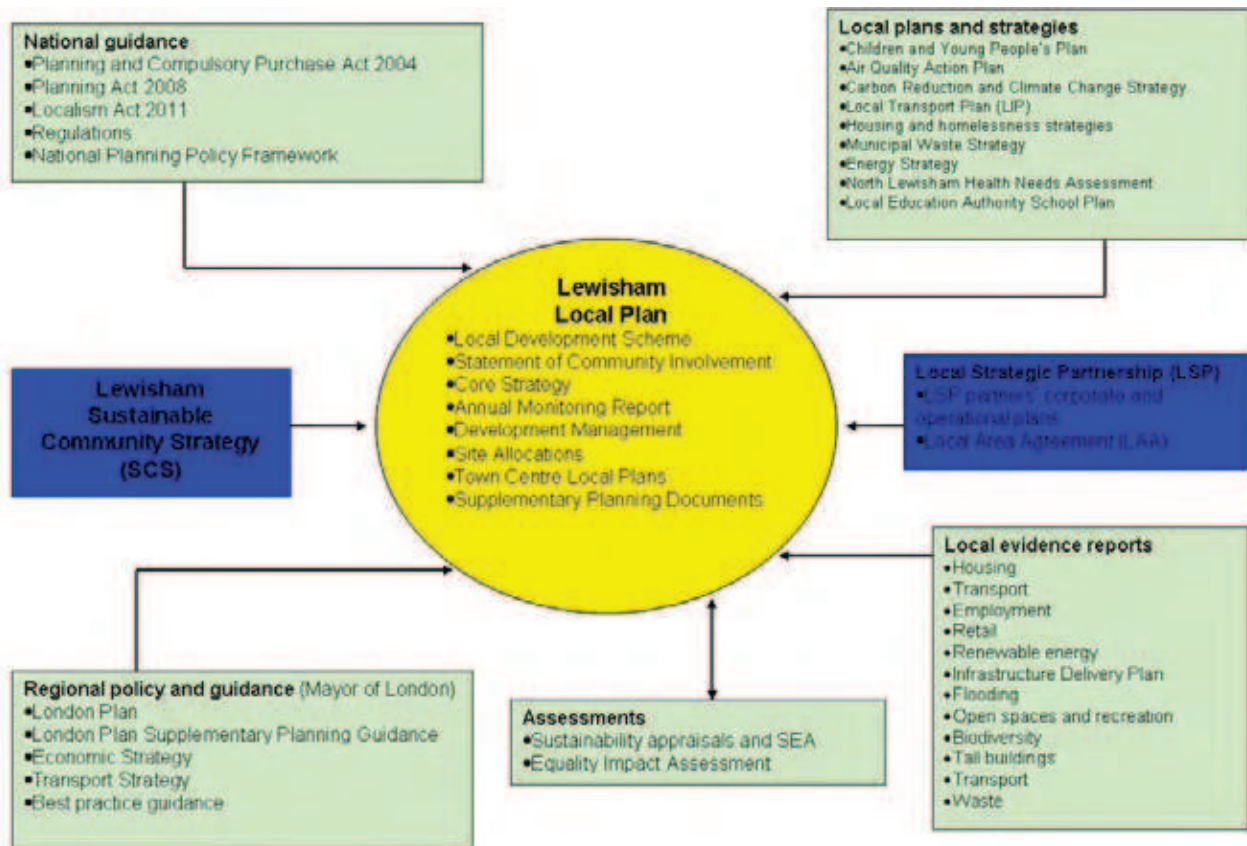 National guidance
•Planning and Compulsory Purchase Act 2004
•Planning Act 2008
•Localism Act 2011
•Regulations
•National Planning Policy Framework
Local plans and strategies
•Children and Young People's Plan
•Air Quality Action Plan
•Carbon Reduction and Climate Change Strategy
•Local Transport Plan (LIP)
•Housing and homelessness strategies
•Municipal Waste Strategy
•Energy Strategy
•North Lewisham Health Needs Assessment
•Local Education Authority School Plan
Lewisham
Local Plan
•Local Development Scheme
•Statement of Community Involvement
•Core Strategy
•Annual Monitoring Report
•Development Management
•Site Allocations
•Town Centre Local Plans
•Supplementary Planning Documents
Lewisham
Sustainable
Community Strategy
(SCS)
Local Strategic Partnership (LSP)
•LSP partners' corporate and
operational plans
•Local Area Agreement (LAA)
Regional policy and guidance (Mayor of London)
•London Plan
•London Plan Supplementary Planning Guidance
•Economic Strategy
•Transport Strategy
•Best practice guidance
Assessments
•Sustainability appraisals and SEA
•Equality Impact Assessment
Local evidence reports
•Housing
•Transport
•Employment
•Retail
•Renewable energy
•Infrastructure Delivery Plan
•Flooding
•Open spaces and recreation
•Biodiversity
•Tall buildings
•Transport
•Waste